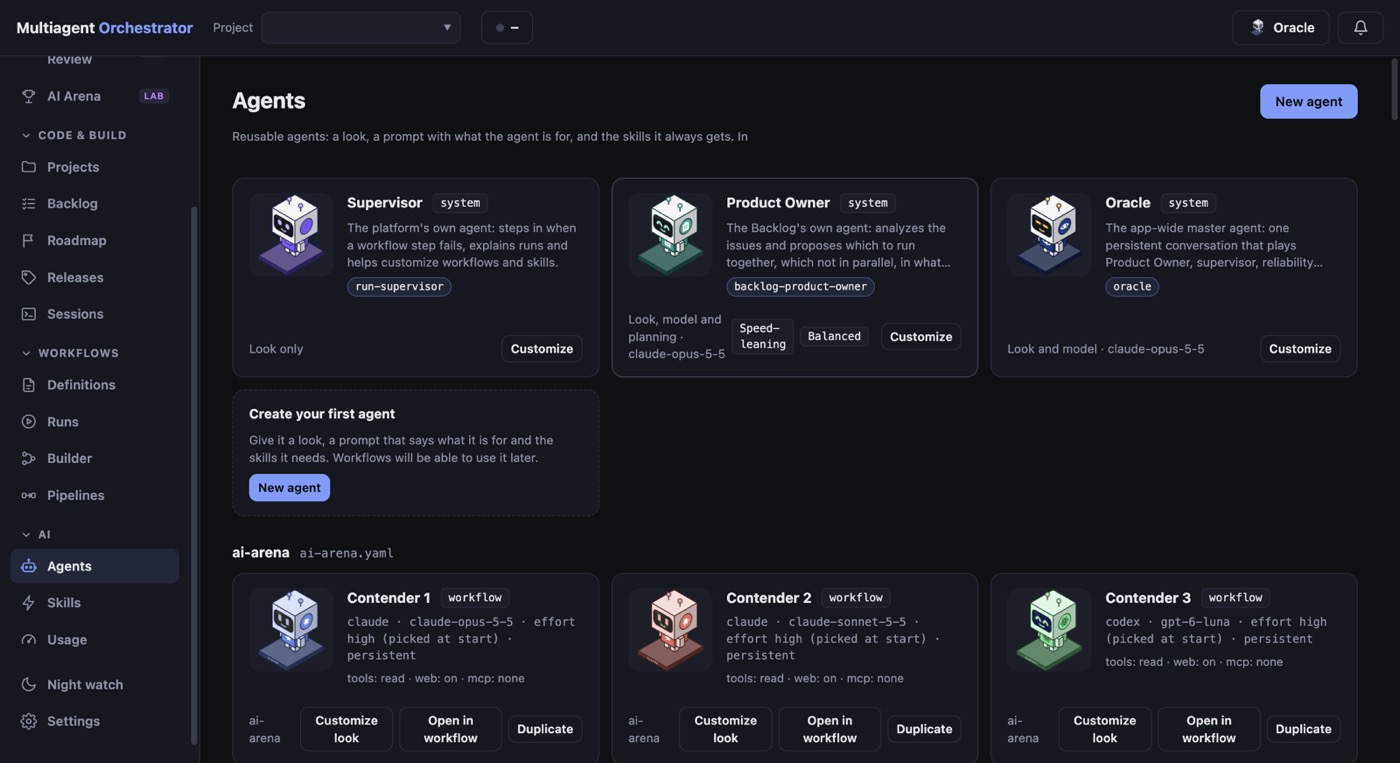 Multiagent Orchestrator
Project
–
Oracle
Review
AI Arena
LAB
CODE & BUILD
Projects
Backlog
Roadmap
Releases
Sessions
WORKFLOWS
Definitions
Runs
Builder
Pipelines
AI
Agents
Skills
Usage
Night watch
Settings
Agents
New agent
Reusable agents: a look, a prompt with what the agent is for, and the skills it always gets. In
Supervisor
system
The platform's own agent: steps in when
a workflow step fails, explains runs and
helps customize workflows and skills.
run-supervisor
Look only
Customize
Product Owner
system
The Backlog's own agent: analyzes the
issues and proposes which to run
together, which not in parallel, in what...
backlog-product-owner
Look, model and
planning ·
claude-opus-5-5
Speed-
leaning
Balanced
Customize
Oracle
system
The app-wide master agent: one
persistent conversation that plays
Product Owner, supervisor, reliability...
oracle
Look and model · claude-opus-5-5
Customize
Create your first agent
Give it a look, a prompt that says what it is for and the
skills it needs. Workflows will be able to use it later.
New agent
ai-arena ai-arena.yaml
Contender 1
workflow
claude · claude-opus-5-5 · effort
high (picked at start) ·
persistent
tools: read · web: on · mcp: none
ai-
arena
Customize
look
Open in
workflow
Duplicate
Contender 2
workflow
claude · claude-sonnet-5-5 ·
effort high (picked at start) ·
persistent
tools: read · web: on · mcp: none
ai-
arena
Customize
look
Open in
workflow
Duplicate
Contender 3
workflow
codex · gpt-6-luna · effort high
(picked at start) · persistent
tools: read · web: on · mcp: none
ai-
arena
Customize
look
Open in
workflow
Duplicate